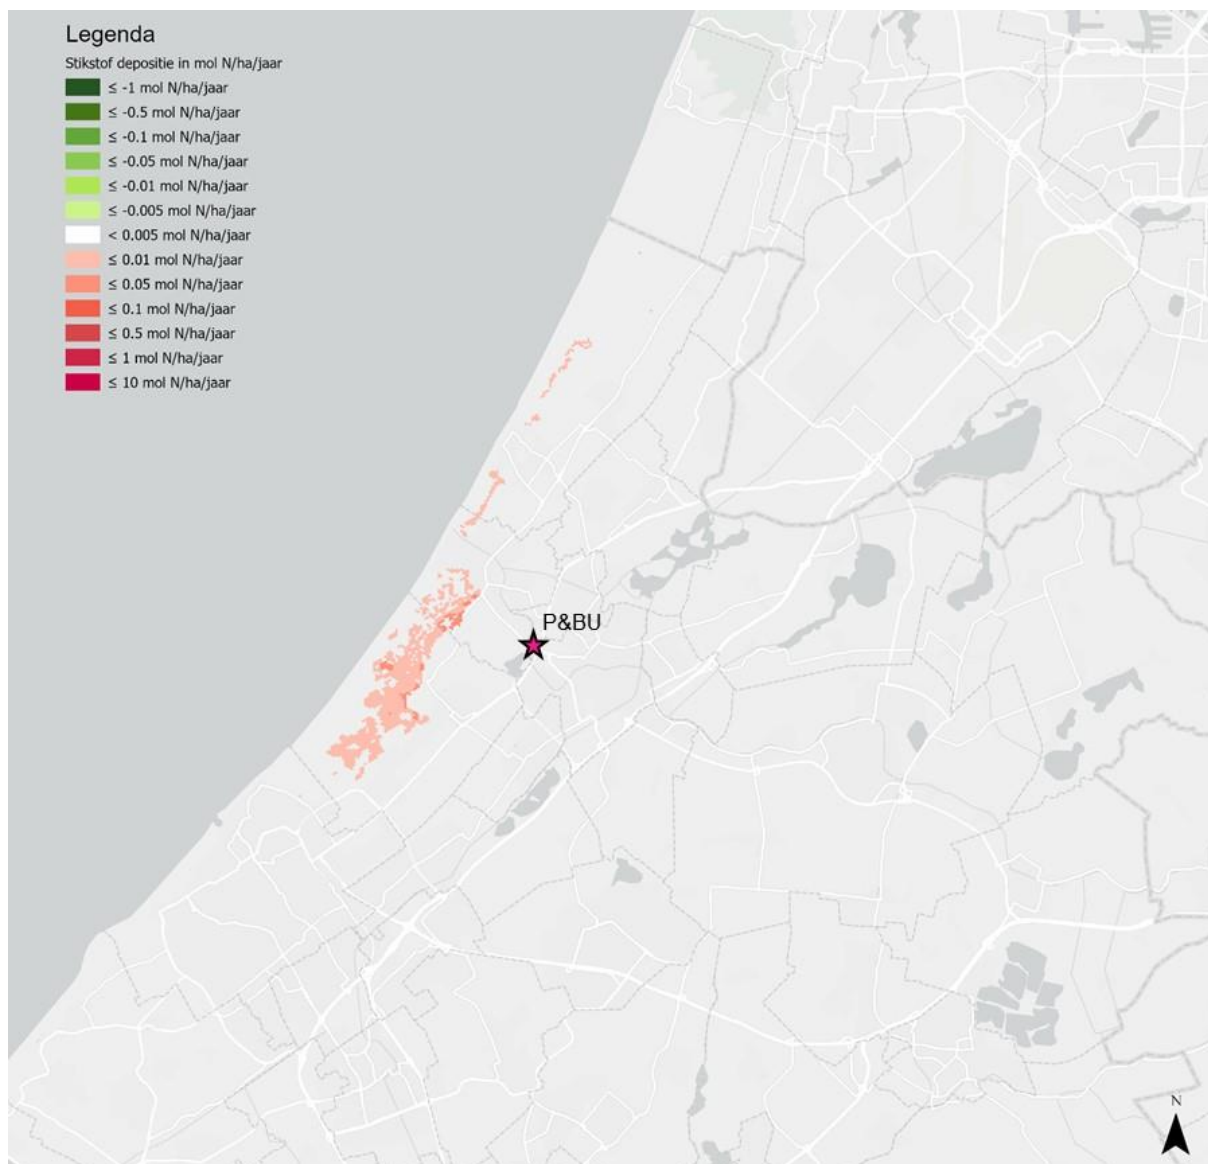 Legenda
Stikstof depositie in mol N/ha/jaar
≤ -1 mol N/ha/jaar
≤ -0.5 mol N/ha/jaar
≤ -0.1 mol N/ha/jaar
≤ -0.05 mol N/ha/jaar
≤ -0.01 mol N/ha/jaar
≤ -0.005 mol N/ha/jaar
< 0.005 mol N/ha/jaar
≤ 0.01 mol N/ha/jaar
≤ 0.05 mol N/ha/jaar
≤ 0.1 mol N/ha/jaar
≤ 0.5 mol N/ha/jaar
≤ 1 mol N/ha/jaar
≤ 10 mol N/ha/jaar
P&BU
N